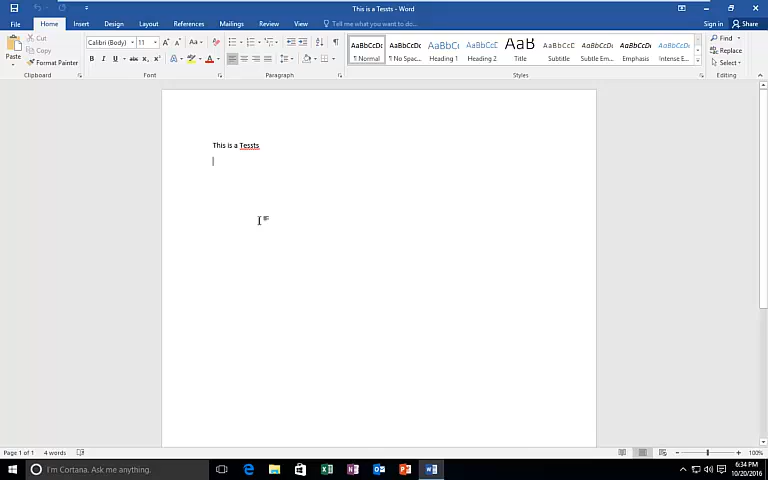 This is a Tessts - Word
File Home Insert Design Layout References Mailings Review View Tell me what you want to do... Sign in Share
Paste Cut Copy Format Painter
Calibri (Body) 11
AaBbCcDc AaBbCcDc AaBbCc AaBbCcD AaB AaBbCcD AaBbCcDc AaBbCcDc AaBbCcDc
¶ Normal ¶ No Spac... Heading 1 Heading 2 Title Subtitle Subtle Em... Emphasis Intense E...
Find Replace Select
Clipboard Font Paragraph Styles Editing
This is a Tessts
Page 1 of 1 4 words 100%
I'm Cortana. Ask me anything.
6:34 PM
10/20/2016